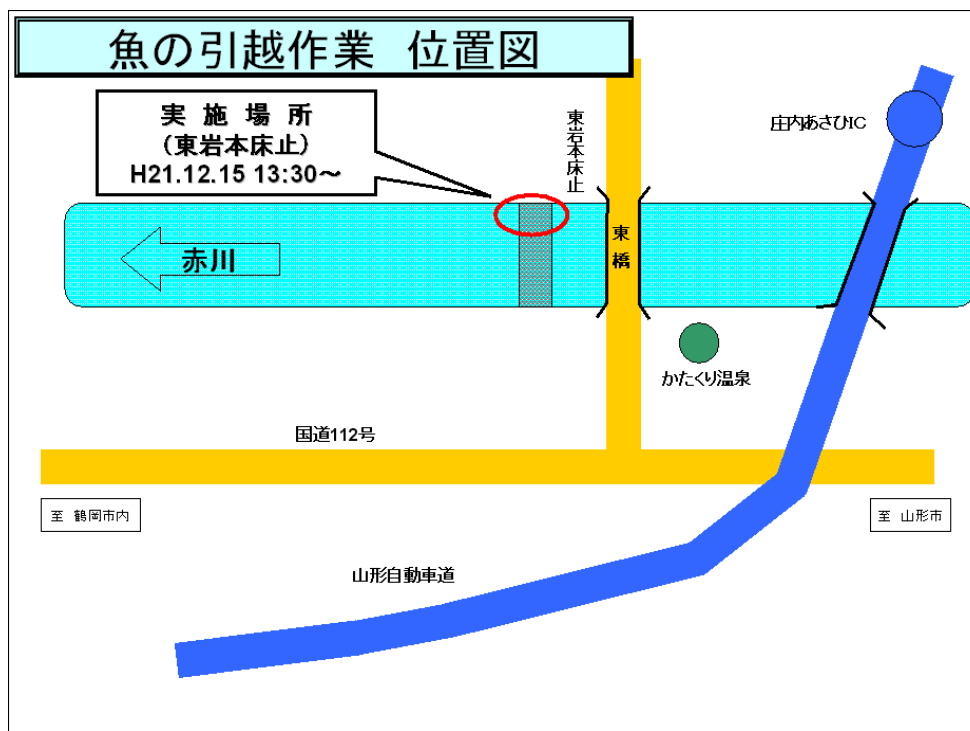 魚の引越作業 位置図
実 施 場 所
(東岩本床止)
H21.12.15 13:30～
東岩本床止
庄内あさひIC
東橋
赤川
かたくり温泉
国道112号
至 鶴岡市内
至 山形市
山形自動車道